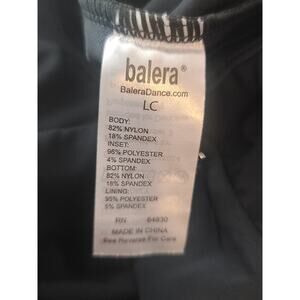 balera®
BaleraDance.com
LC
BODY:
82% NYLON
18% SPANDEX
INSET:
96% POLYESTER
4% SPANDEX
BOTTOM:
82% NYLON
18% SPANDEX
LINING:
95% POLYESTER
5% SPANDEX
RN 64930
MADE IN CHINA
See Reverse For Care